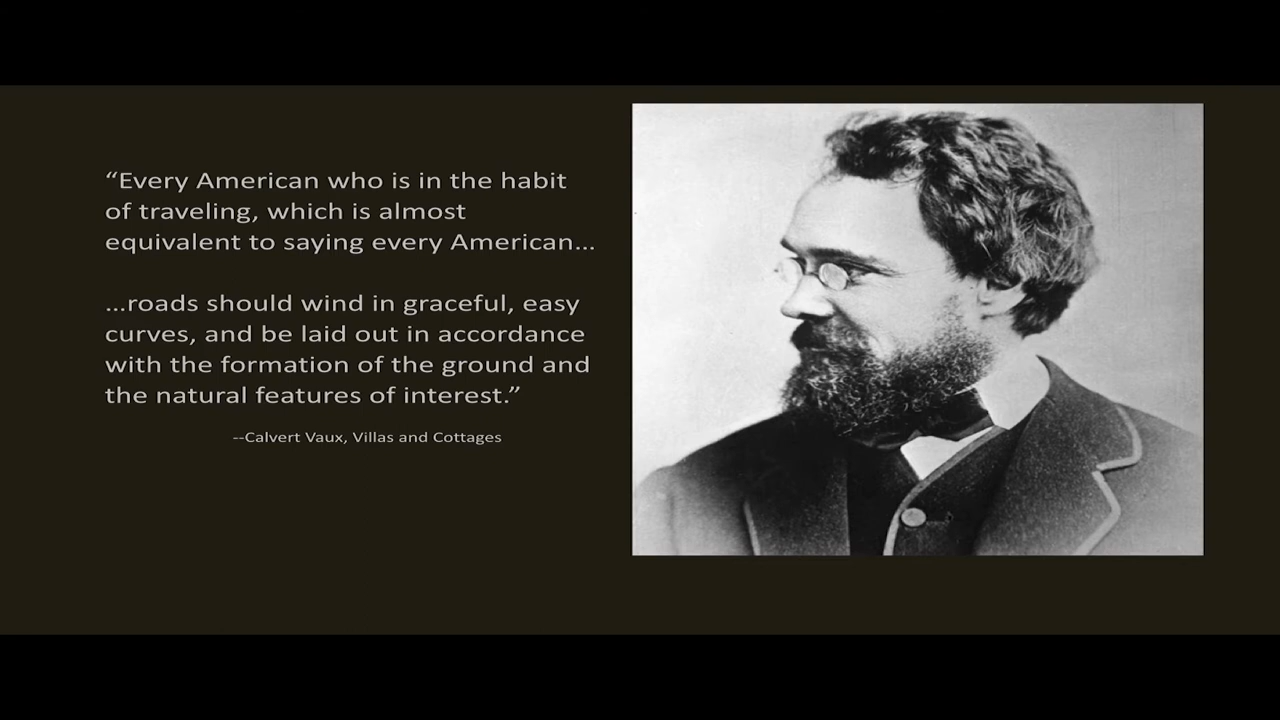 “Every American who is in the habit
of traveling, which is almost
equivalent to saying every American...
...roads should wind in graceful, easy
curves, and be laid out in accordance
with the formation of the ground and
the natural features of interest.”
--Calvert Vaux, Villas and Cottages